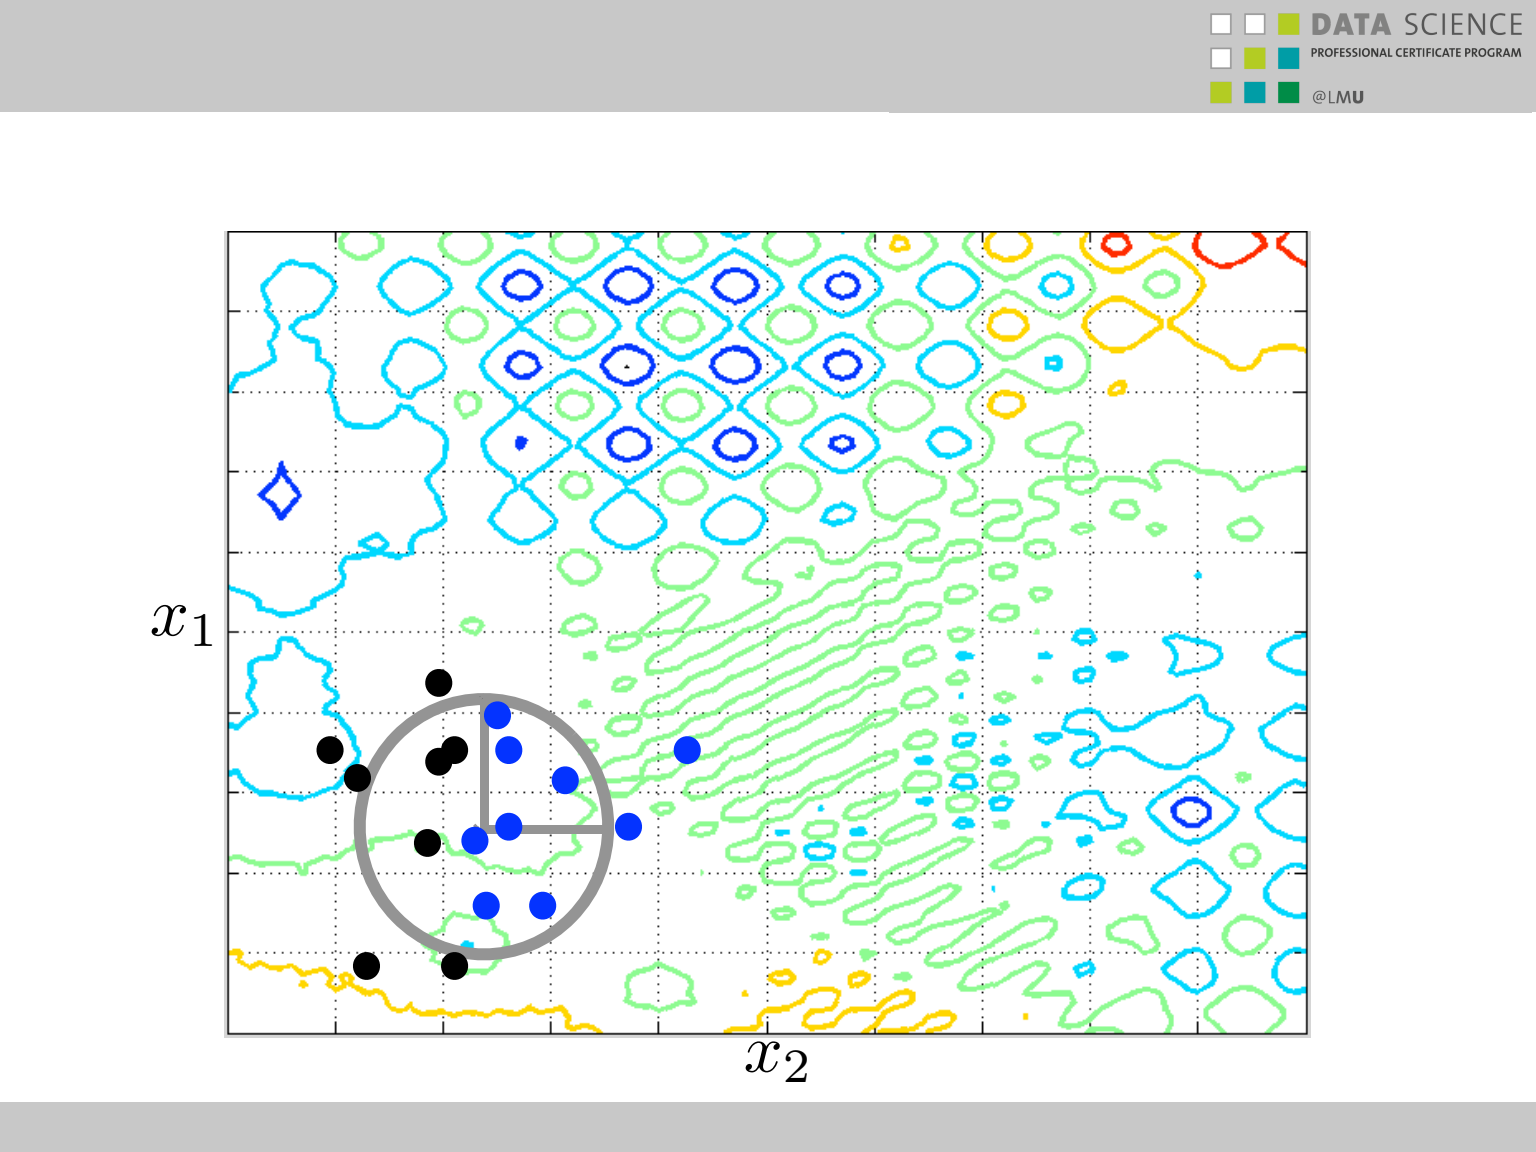 DATA SCIENCE
PROFESSIONAL CERTIFICATE PROGRAM
@LMU
x₁
x₂